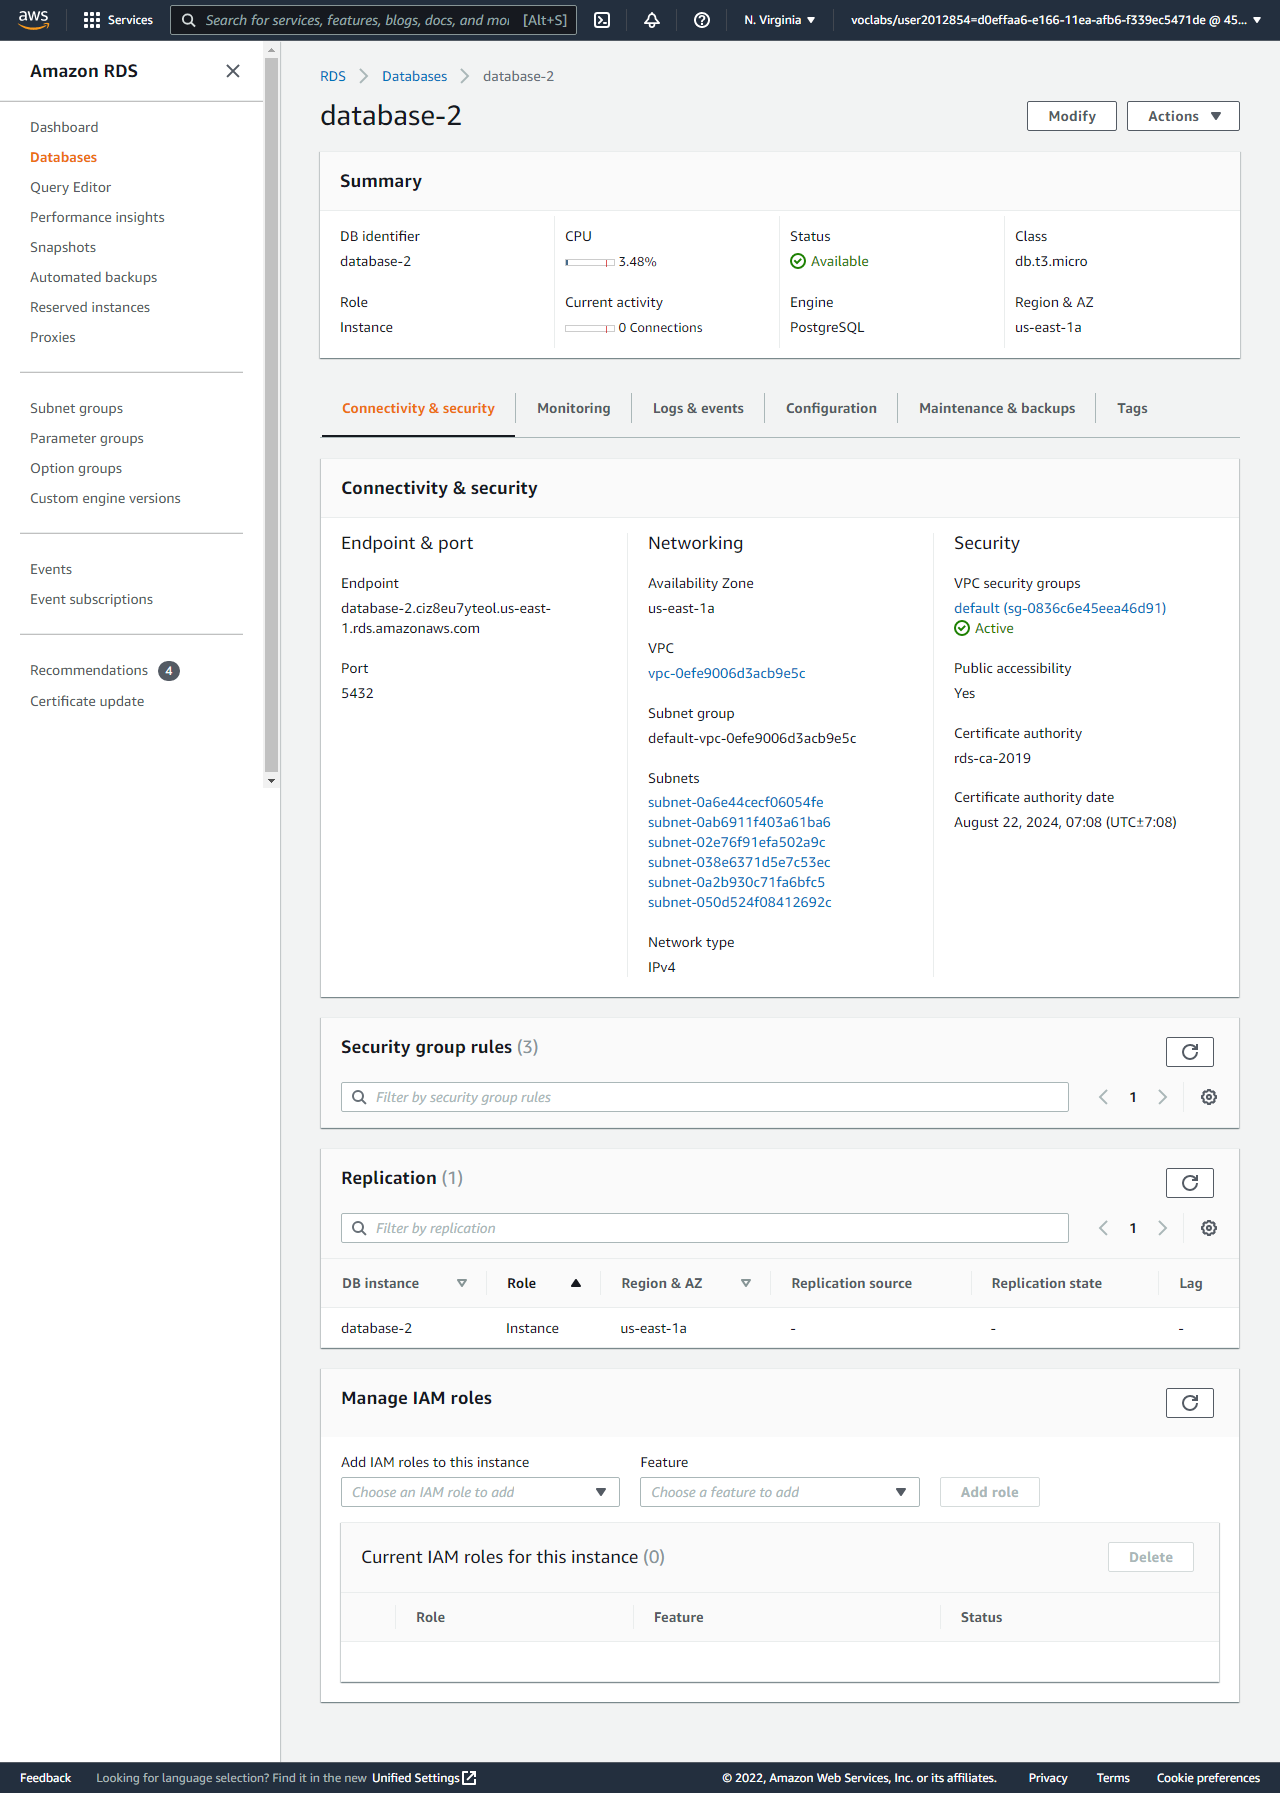 aws
Services
Search for services, features, blogs, docs, and mor [Alt+S]
N. Virginia
voclabs/user2012854=d0effaa6-e166-11ea-afb6-f339ec5471de @ 45...
Amazon RDS
Dashboard
Databases
Query Editor
Performance insights
Snapshots
Automated backups
Reserved instances
Proxies
Subnet groups
Parameter groups
Option groups
Custom engine versions
Events
Event subscriptions
Recommendations 4
Certificate update
RDS > Databases > database-2
database-2
Modify
Actions
Summary
DB identifier
database-2
CPU
3.48%
Status
Available
Class
db.t3.micro
Role
Instance
Current activity
0 Connections
Engine
PostgreSQL
Region & AZ
us-east-1a
Connectivity & security
Monitoring
Logs & events
Configuration
Maintenance & backups
Tags
Connectivity & security
Endpoint & port
Endpoint
database-2.ciz8eu7yteol.us-east-
1.rds.amazonaws.com
Port
5432
Networking
Availability Zone
us-east-1a
VPC
vpc-0efe9006d3acb9e5c
Subnet group
default-vpc-0efe9006d3acb9e5c
Subnets
subnet-0a6e44cecf06054fe
subnet-0ab6911f403a61ba6
subnet-02e76f91efa502a9c
subnet-038e6371d5e7c53ec
subnet-0a2b930c71fa6bfc5
subnet-050d524f08412692c
Network type
IPv4
Security
VPC security groups
default (sg-0836c6e45eea46d91)
Active
Public accessibility
Yes
Certificate authority
rds-ca-2019
Certificate authority date
August 22, 2024, 07:08 (UTC±7:08)
Security group rules (3)
Filter by security group rules
1
Replication (1)
Filter by replication
1
DB instance Role Region & AZ Replication source Replication state Lag
database-2 Instance us-east-1a - - -
Manage IAM roles
Add IAM roles to this instance
Choose an IAM role to add
Feature
Choose a feature to add
Add role
Current IAM roles for this instance (0)
Delete
Role Feature Status
Feedback
Looking for language selection? Find it in the new Unified Settings
© 2022, Amazon Web Services, Inc. or its affiliates.
Privacy
Terms
Cookie preferences